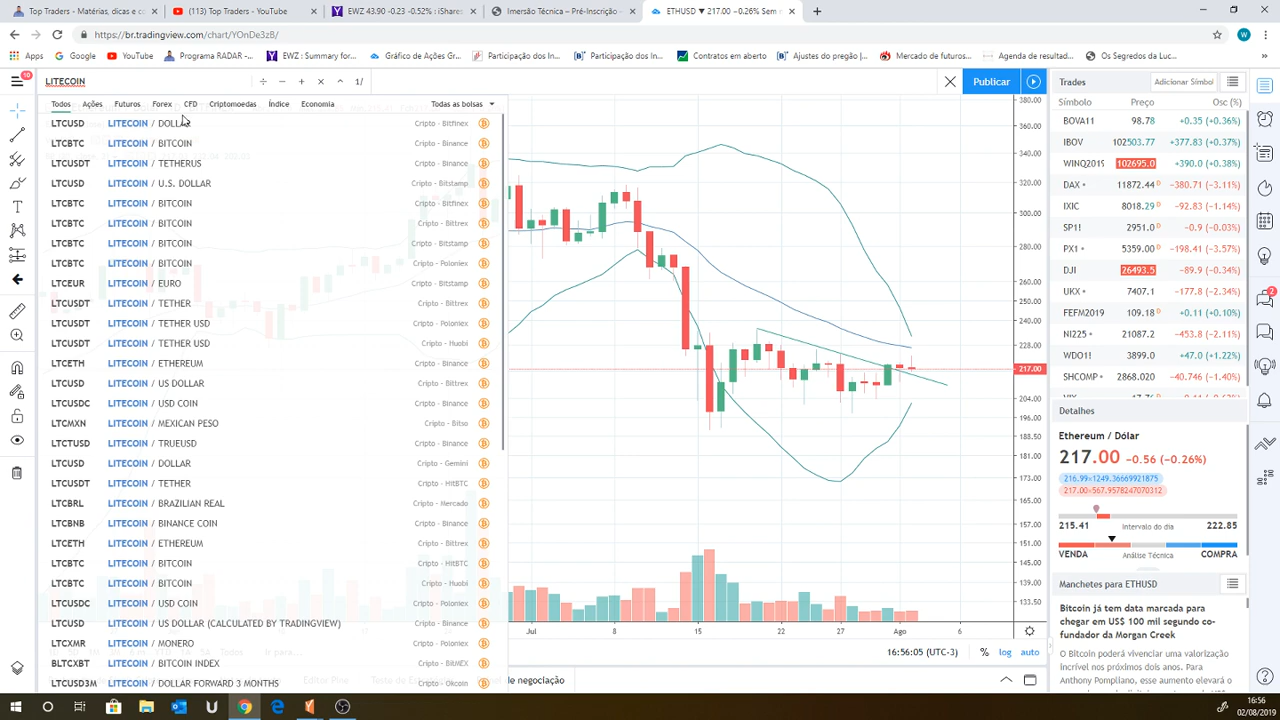 Top Traders - Matérias, dicas e c
(113) Top Traders - YouTube
EWZ 43.90 -0.23 -0.52% : iShares
Imersão Técnica – Pré-Inscrição –
ETHUSD ▼ 217.00 −0.26% Sem n
https://br.tradingview.com/chart/YOnDe3zB/
W
Apps
Google
YouTube
Programa RADAR -...
EWZ : Summary for...
Gráfico de Ações Gr...
Participação dos In...
Participação dos In...
Contratos em aberto
Ajustes do pregão |...
Mercado de futuros...
Agenda de resultad...
Os Segredos da Luc...
LITECOIN
1/
Publicar
Todos Ações Futuros Forex CFD Criptomoedas Índice Economia Todas as bolsas
LTCUSD LITECOIN / DOLLAR Cripto - Bitfinex
LTCBTC LITECOIN / BITCOIN Cripto - Binance
LTCUSDT LITECOIN / TETHERUS Cripto - Binance
LTCUSD LITECOIN / U.S. DOLLAR Cripto - Bitstamp
LTCBTC LITECOIN / BITCOIN Cripto - Bitfinex
LTCBTC LITECOIN / BITCOIN Cripto - Bittrex
LTCBTC LITECOIN / BITCOIN Cripto - Bitstamp
LTCBTC LITECOIN / BITCOIN Cripto - Poloniex
LTCEUR LITECOIN / EURO Cripto - Bitstamp
LTCUSDT LITECOIN / TETHER Cripto - Bittrex
LTCUSDT LITECOIN / TETHER USD Cripto - Poloniex
LTCUSDT LITECOIN / TETHER USD Cripto - Huobi
LTCETH LITECOIN / ETHEREUM Cripto - Binance
LTCUSD LITECOIN / US DOLLAR Cripto - Bittrex
LTCUSDC LITECOIN / USD COIN Cripto - Binance
LTCMXN LITECOIN / MEXICAN PESO Cripto - Bitso
LTCTUSD LITECOIN / TRUEUSD Cripto - Binance
LTCUSD LITECOIN / DOLLAR Cripto - Gemini
LTCUSDT LITECOIN / TETHER Cripto - HitBTC
LTCBRL LITECOIN / BRAZILIAN REAL Cripto - Mercado
LTCBNB LITECOIN / BINANCE COIN Cripto - Binance
LTCETH LITECOIN / ETHEREUM Cripto - Bittrex
LTCBTC LITECOIN / BITCOIN Cripto - HitBTC
LTCBTC LITECOIN / BITCOIN Cripto - Huobi
LTCUSDC LITECOIN / USD COIN Cripto - Poloniex
LTCUSD LITECOIN / US DOLLAR (CALCULATED BY TRADINGVIEW) Cripto - Binance
LTCXMR LITECOIN / MONERO Cripto - Poloniex
BLTCXBT LITECOIN / BITCOIN INDEX Cripto - BitMEX
LTCUSD3M LITECOIN / DOLLAR FORWARD 3 MONTHS Cripto - Okcoin
380.00
360.00
340.00
320.00
300.00
280.00
260.00
240.00
228.00
217.00
204.00
196.00
188.50
181.00
173.00
165.00
157.00
151.00
145.00
139.00
133.50
Jul 8 15 22 27 Ago 6
16:56:05 (UTC-3) % log auto
de negociação
Trades
Adicionar Símbol
Símbolo Preço Osc (%)
BOVA11 98.78 +0.35 (+0.36%)
IBOV 102503.77 +377.83 (+0.37%)
WINQ2019 102695.0 +390.0 (+0.38%)
DAX 11872.44 D −380.71 (−3.11%)
IXIC 8018.29 D −92.83 (−1.14%)
SP1! 2951.0 −0.9 (−0.03%)
PX1 5359.00 D −198.41 (−3.57%)
DJI 26493.5 −89.9 (−0.34%)
UKX 7407.1 −177.8 (−2.34%)
FEFM2019 109.18 D +0.11 (+0.10%)
NI225 21087.2 −453.8 (−2.11%)
WDO1! 3899.0 +47.0 (+1.22%)
SHCOMP 2868.020 −40.746 (−1.40%)
Detalhes
Ethereum / Dólar
217.00 −0.56 (−0.26%)
216.99×1249.36669921875
217.00×567.9578247070312
215.41 Intervalo do dia 222.85
VENDA Análise Técnica COMPRA
Manchetes para ETHUSD
Bitcoin já tem data marcada para
chegar em US$ 100 mil segundo co-
fundador da Morgan Creek
O Bitcoin poderá vivenciar uma valorização
incrível nos próximos dois anos. Para
Anthony Pompliano, esse aumento elevará o
10
2
16:56
02/08/2019